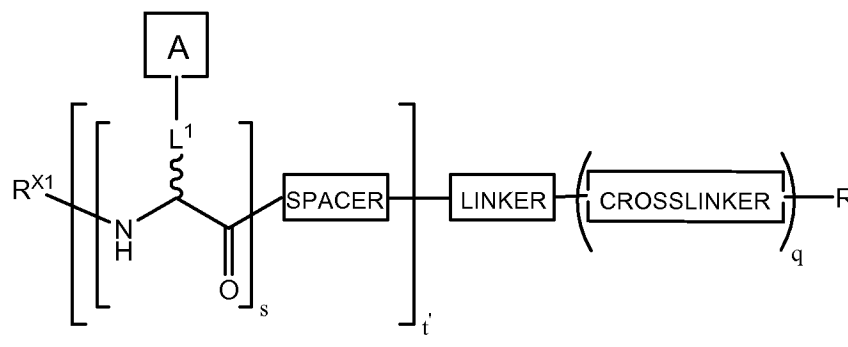 A
L¹
Rˣ¹
SPACER
LINKER
CROSSLINKER
R
N
H
O
s
t'
q